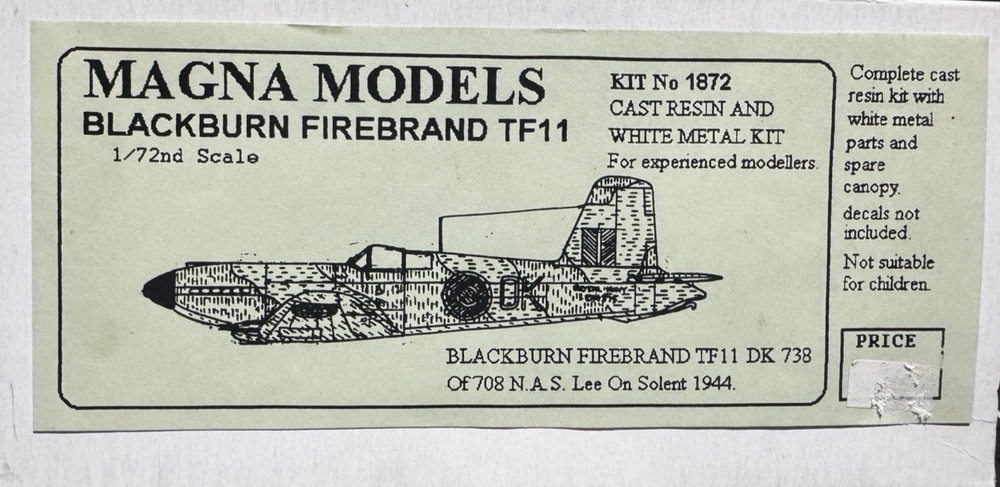 MAGNA MODELS
BLACKBURN FIREBRAND TF11
1/72nd Scale
KIT No 1872
CAST RESIN AND
WHITE METAL KIT
For experienced modellers.
DK
BLACKBURN FIREBRAND TF11 DK 738
Of 708 N.A.S. Lee On Solent 1944.
Complete cast
resin kit with
white metal
parts and
spare
canopy.
decals not
included.
Not suitable
for children.
PRICE